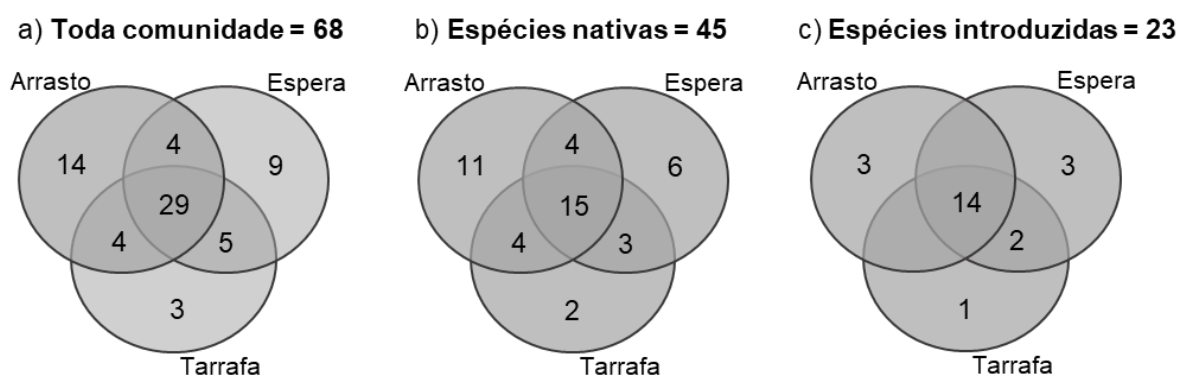 a) Toda comunidade = 68
Arrasto
Espera
14
4
9
29
4
5
3
Tarrafa
b) Espécies nativas = 45
Arrasto
Espera
11
4
6
15
4
3
2
Tarrafa
c) Espécies introduzidas = 23
Arrasto
Espera
3
3
14
2
1
Tarrafa